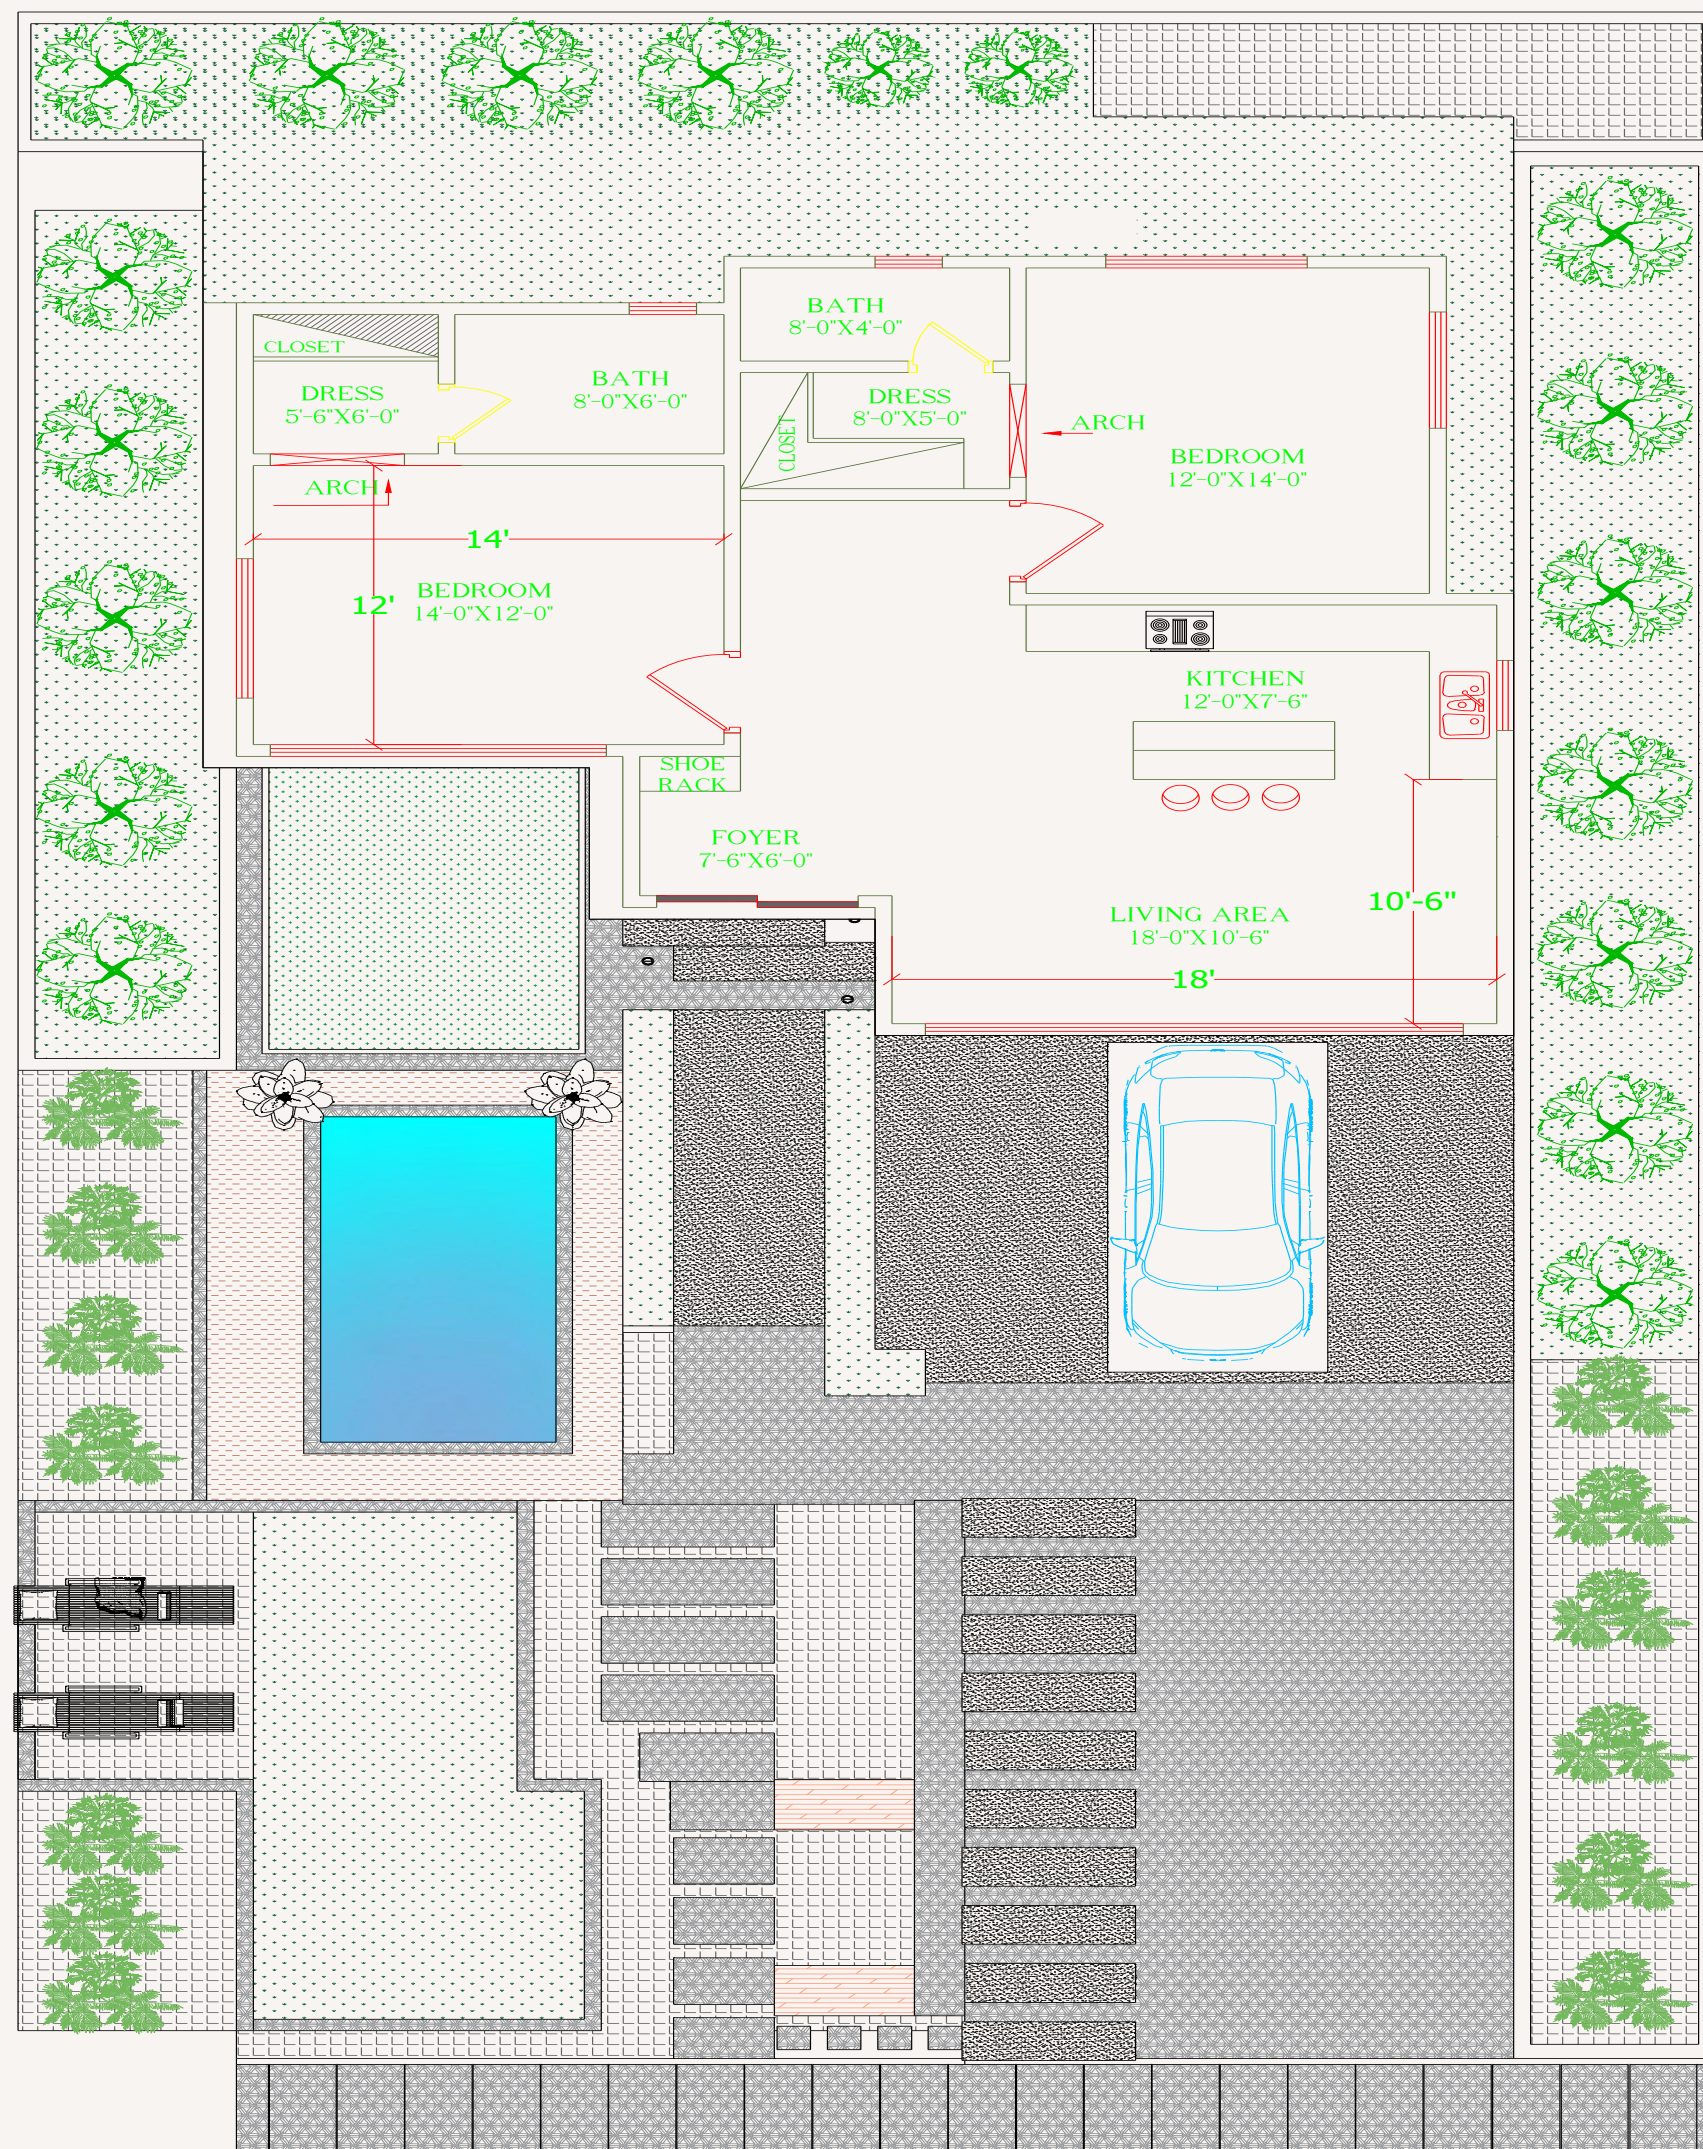 BATH
8'-0"X4'-0"
CLOSET
DRESS
5'-6"X6'-0"
BATH
8'-0"X6'-0"
DRESS
8'-0"X5'-0"
CLOSET
ARCH
BEDROOM
12'-0"X14'-0"
ARCH
14'
BEDROOM
14'-0"X12'-0"
12'
KITCHEN
12'-0"X7'-6"
SHOE
RACK
FOYER
7'-6"X6'-0"
10'-6"
LIVING AREA
18'-0"X10'-6"
18'